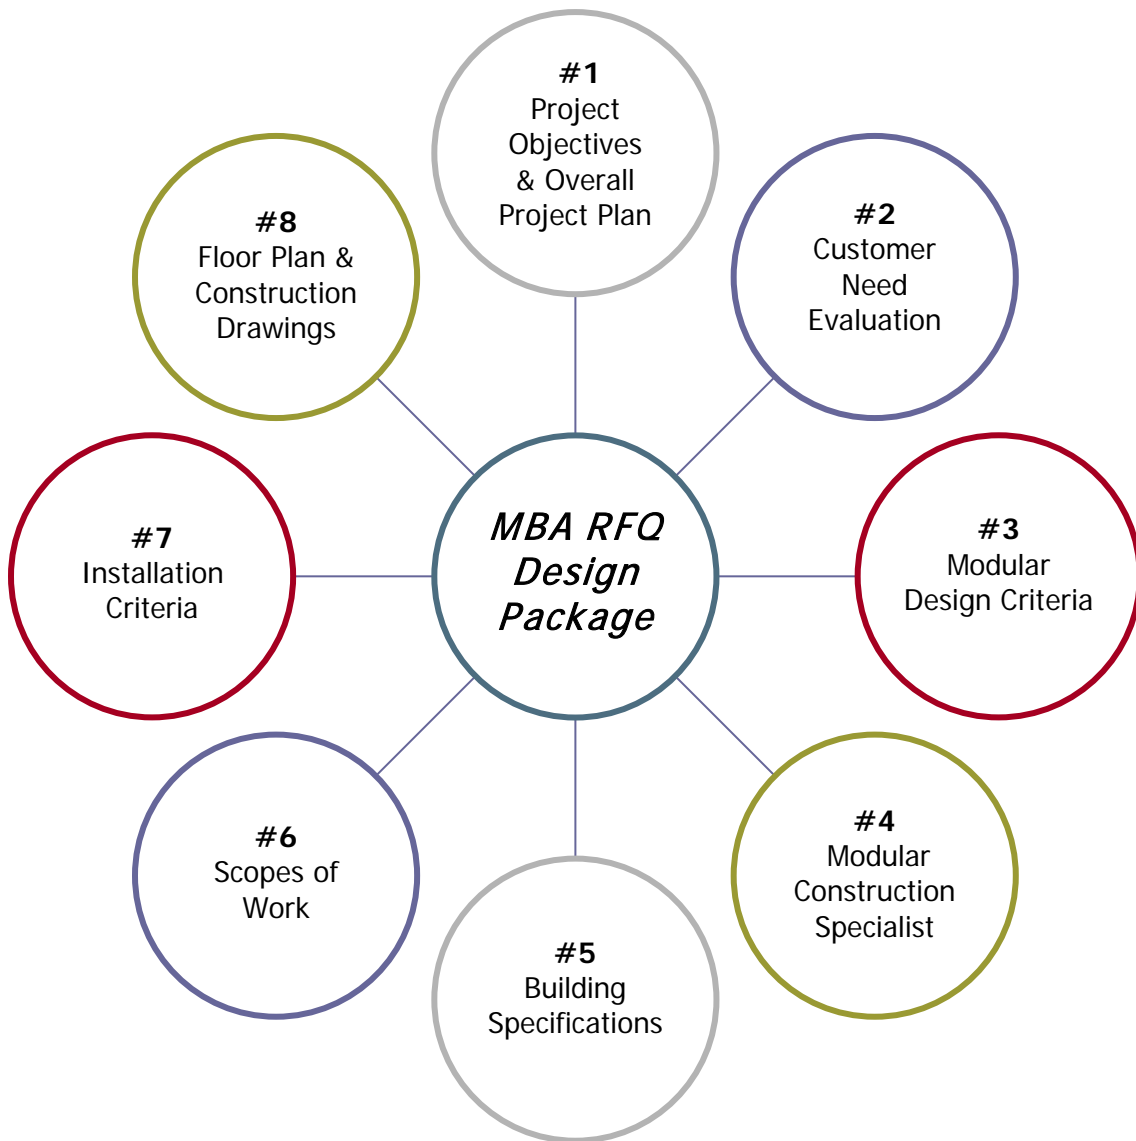 #1
Project
Objectives
& Overall
Project Plan
#2
Customer
Need
Evaluation
#3
Modular
Design Criteria
#4
Modular
Construction
Specialist
#5
Building
Specifications
#6
Scopes of
Work
#7
Installation
Criteria
#8
Floor Plan &
Construction
Drawings
MBA RFQ
Design
Package